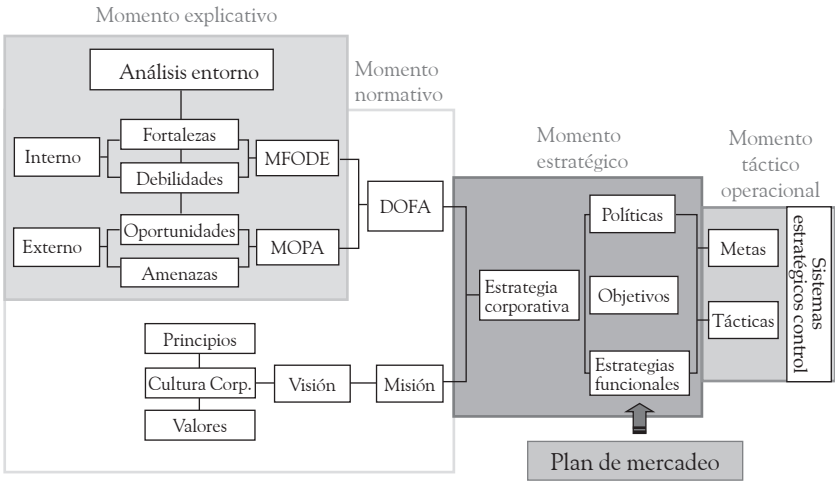 Momento explicativo
Análisis entorno
Momento
normativo
Interno
Fortalezas
Debilidades
MFODE
Externo
Oportunidades
Amenazas
MOPA
DOFA
Principios
Cultura Corp.
Valores
Visión
Misión
Momento
estratégico
Estrategia
corporativa
Políticas
Objetivos
Estrategias
funcionales
Plan de mercadeo
Momento
táctico
operacional
Metas
Tácticas
Sistemas
estratégicos control